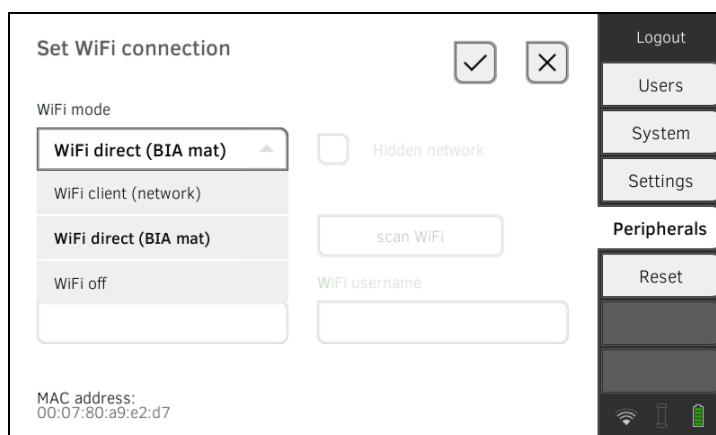 Set WiFi connection
WiFi mode
WiFi direct (BIA mat)
Hidden network
WiFi client (network)
WiFi direct (BIA mat)
scan WiFi
WiFi off
WiFi username
MAC address:
00:07:80:a9:e2:d7
Logout
Users
System
Settings
Peripherals
Reset